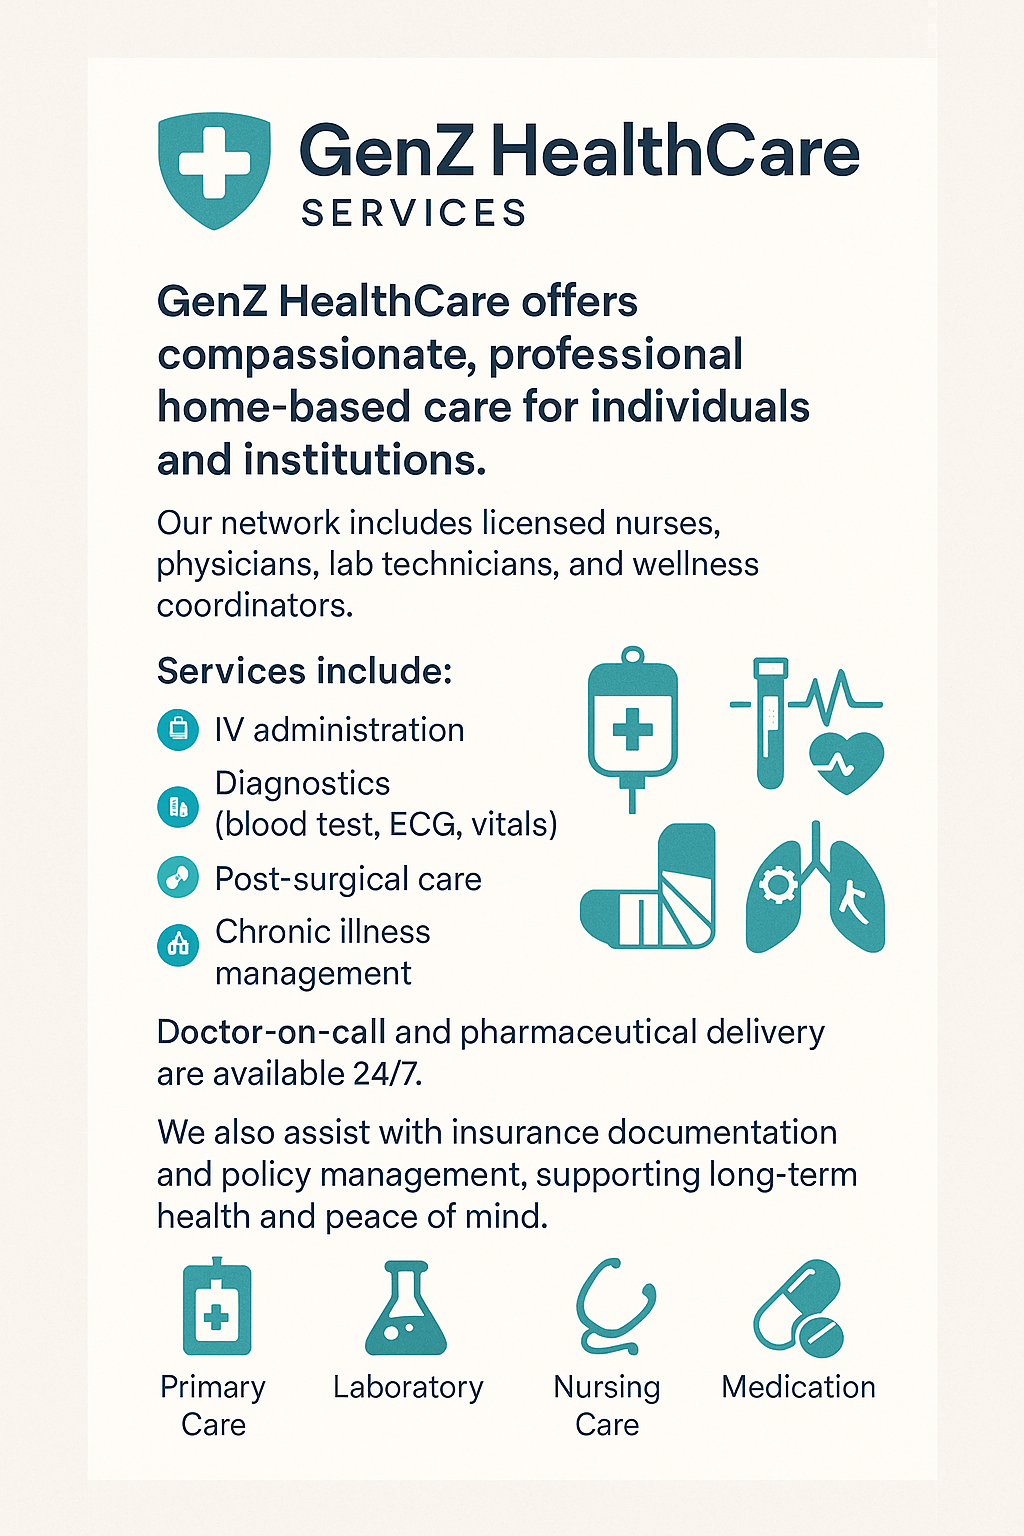 GenZ HealthCare
SERVICES
GenZ HealthCare offers
compassionate, professional
home-based care for individuals
and institutions.
Our network includes licensed nurses,
physicians, lab technicians, and wellness
coordinators.
Services include:
IV administration
Diagnostics
(blood test, ECG, vitals)
Post-surgical care
Chronic illness
management
Doctor-on-call and pharmaceutical delivery
are available 24/7.
We also assist with insurance documentation
and policy management, supporting long-term
health and peace of mind.
Primary
Care
Laboratory
Nursing
Care
Medication